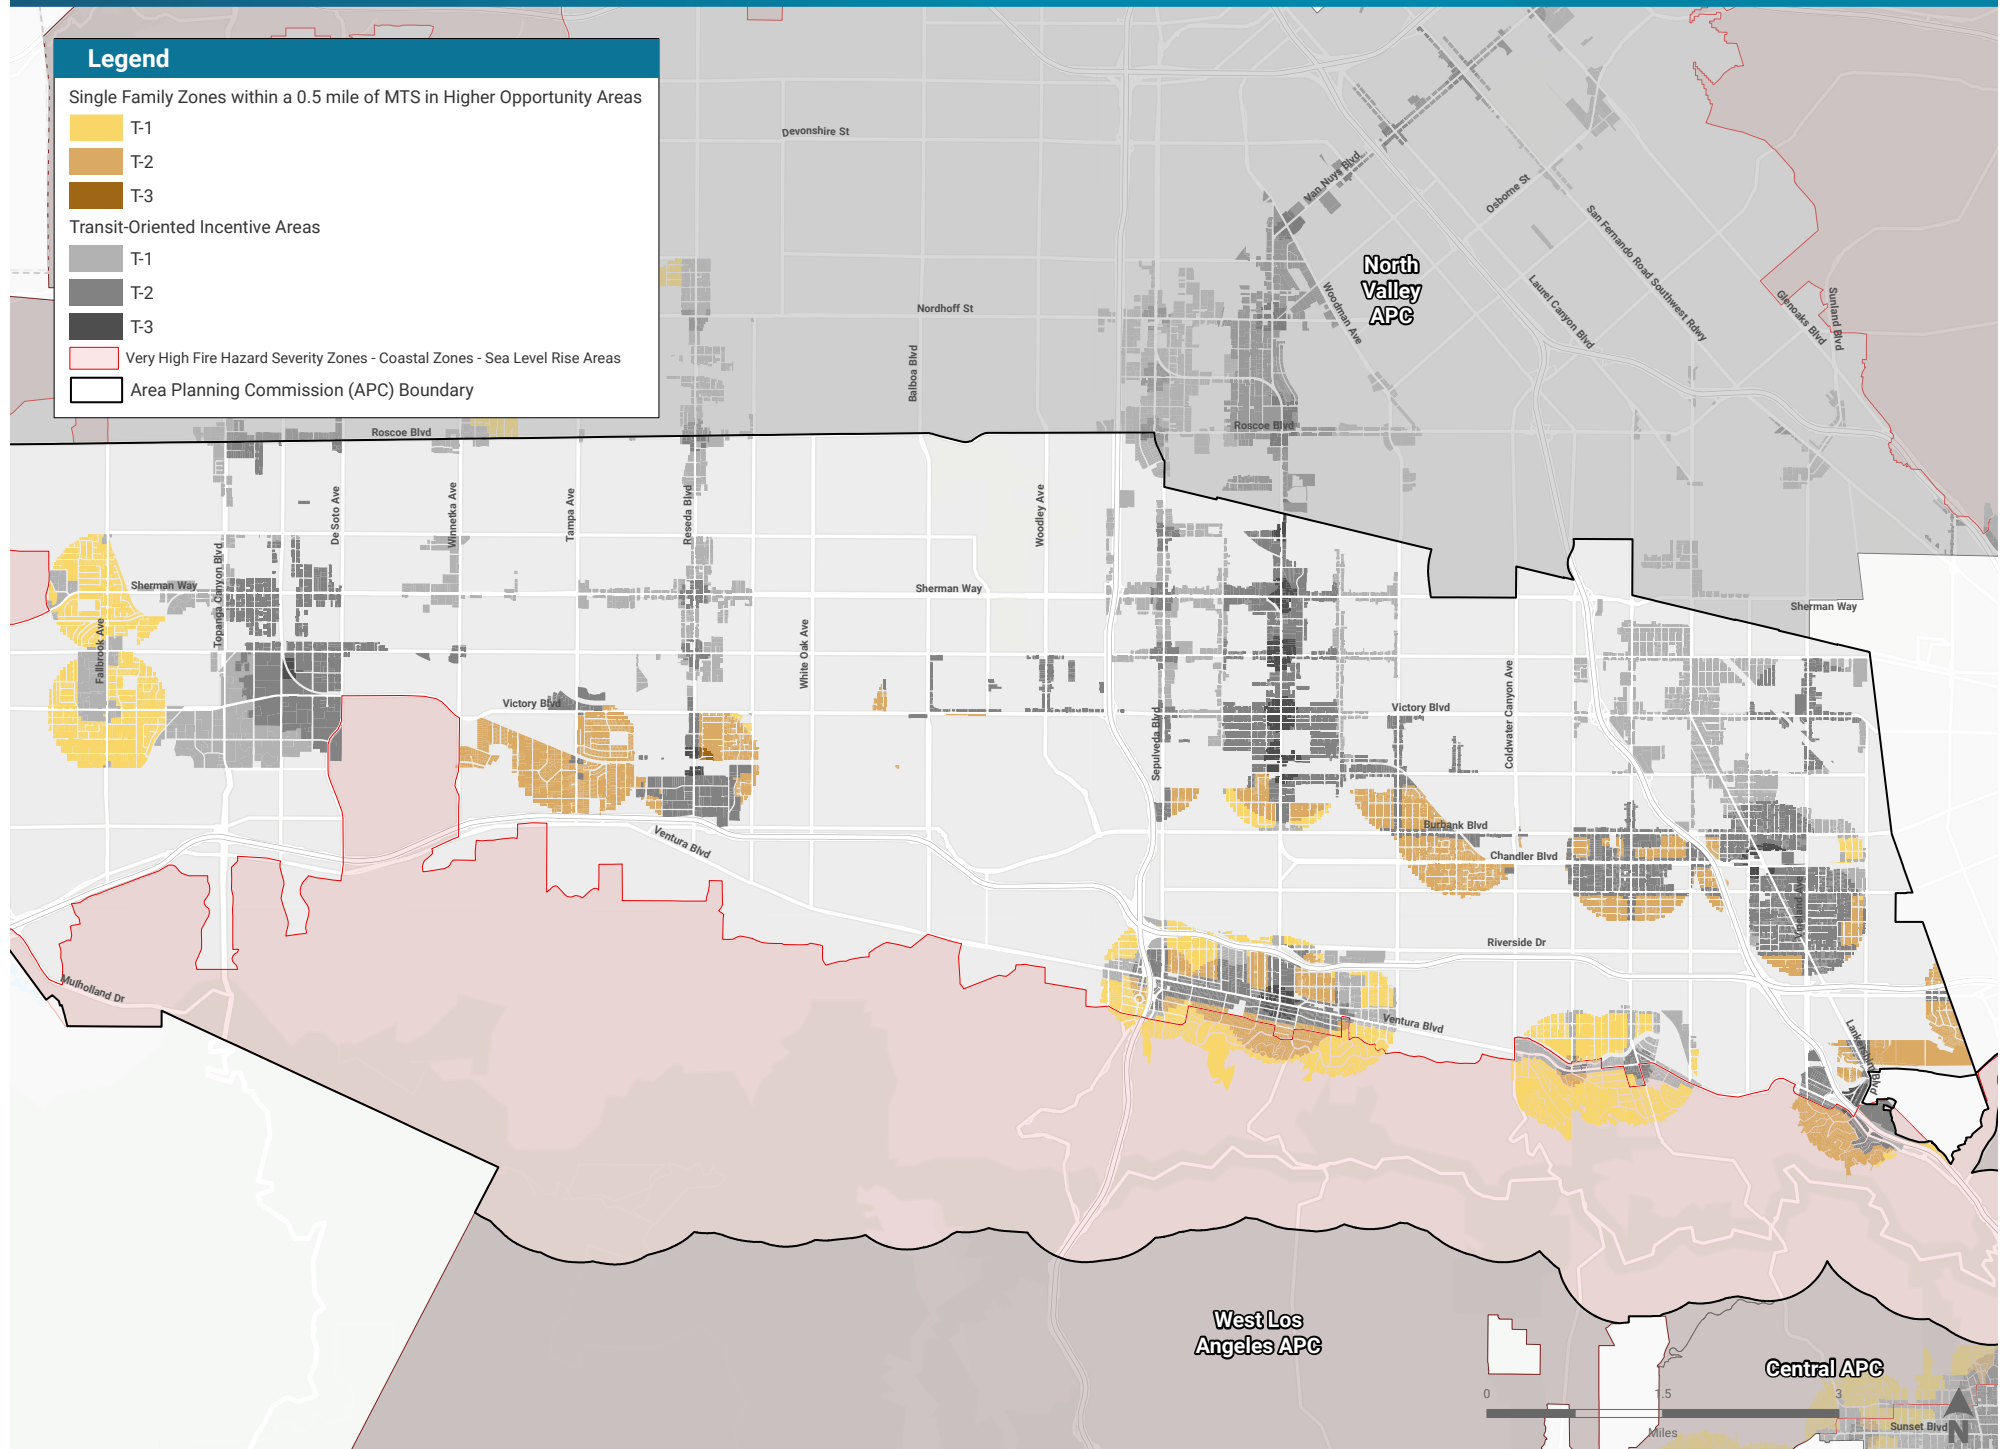 Legend
Single Family Zones within a 0.5 mile of MTS in Higher Opportunity Areas
T-1
T-2
T-3
Transit-Oriented Incentive Areas
T-1
T-2
T-3
Very High Fire Hazard Severity Zones - Coastal Zones - Sea Level Rise Areas
Area Planning Commission (APC) Boundary
Devonshire St
Van Nuys Blvd
Osborne St
San Fernando Road Southwest Rdwy
North
Valley
APC
Woodman Ave
Laurel Canyon Blvd
Glenoaks Blvd
Sunland Blvd
Nordhoff St
Balboa Blvd
Roscoe Blvd
Roscoe Blvd
De Soto Ave
Winnetka Ave
Tampa Ave
Reseda Blvd
Woodley Ave
Topanga Canyon Blvd
Sherman Way
Sherman Way
Sherman Way
Fallbrook Ave
White Oak Ave
Coldwater Canyon Ave
Victory Blvd
Victory Blvd
Sepulveda Blvd
Burbank Blvd
Chandler Blvd
Ventura Blvd
Vineland Ave
Riverside Dr
Mulholland Dr
Ventura Blvd
Lankershim Blvd
West Los
Angeles APC
Central APC
0
1.5
3
Miles
Sunset Blvd
N